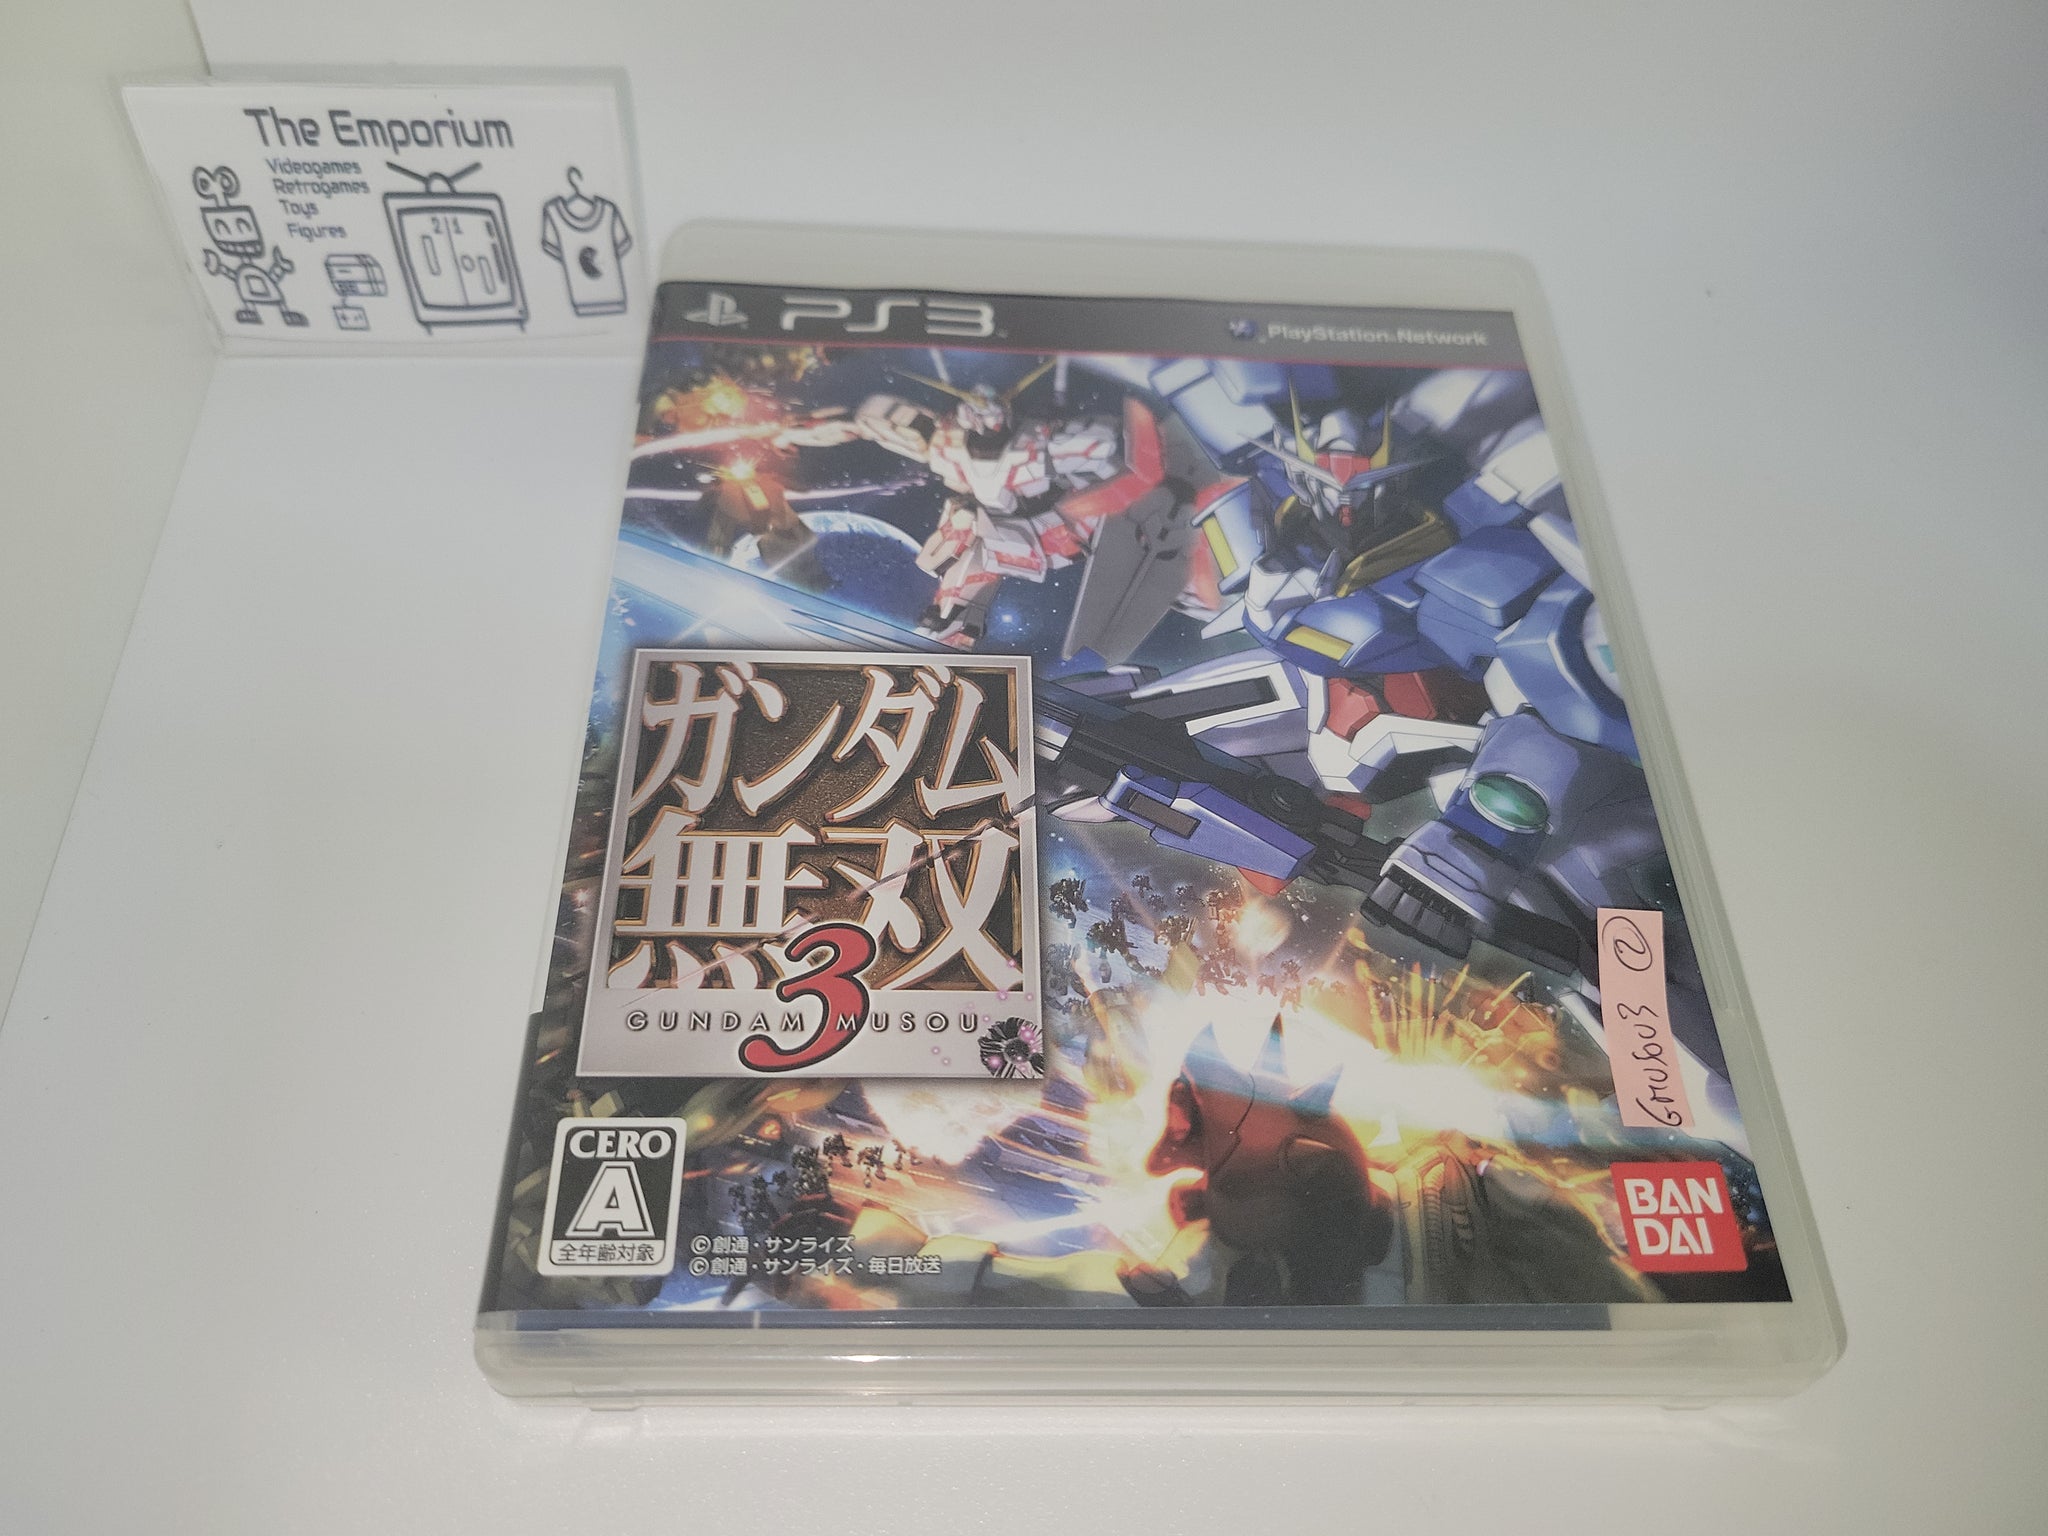 The Emporium
Videogames
Retrogames
Toys
Figures
21
PS3
PlayStation Network
ガンダム
無双
3
GUNDAM MUSOU
Gmusou3 ②
CERO
A
全年齢対象
©創通・サンライズ
©創通・サンライズ・毎日放送
BAN
DAI